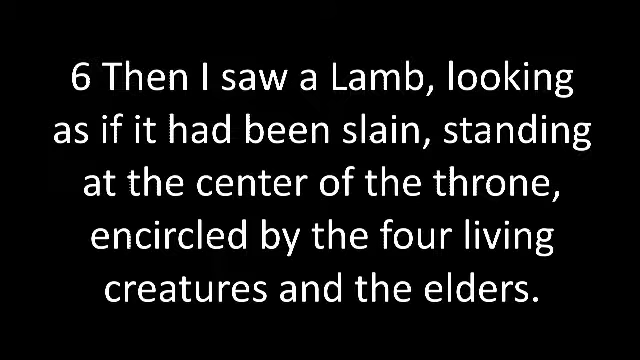 6 Then I saw a Lamb, looking
as if it had been slain, standing
at the center of the throne,
encircled by the four living
creatures and the elders.